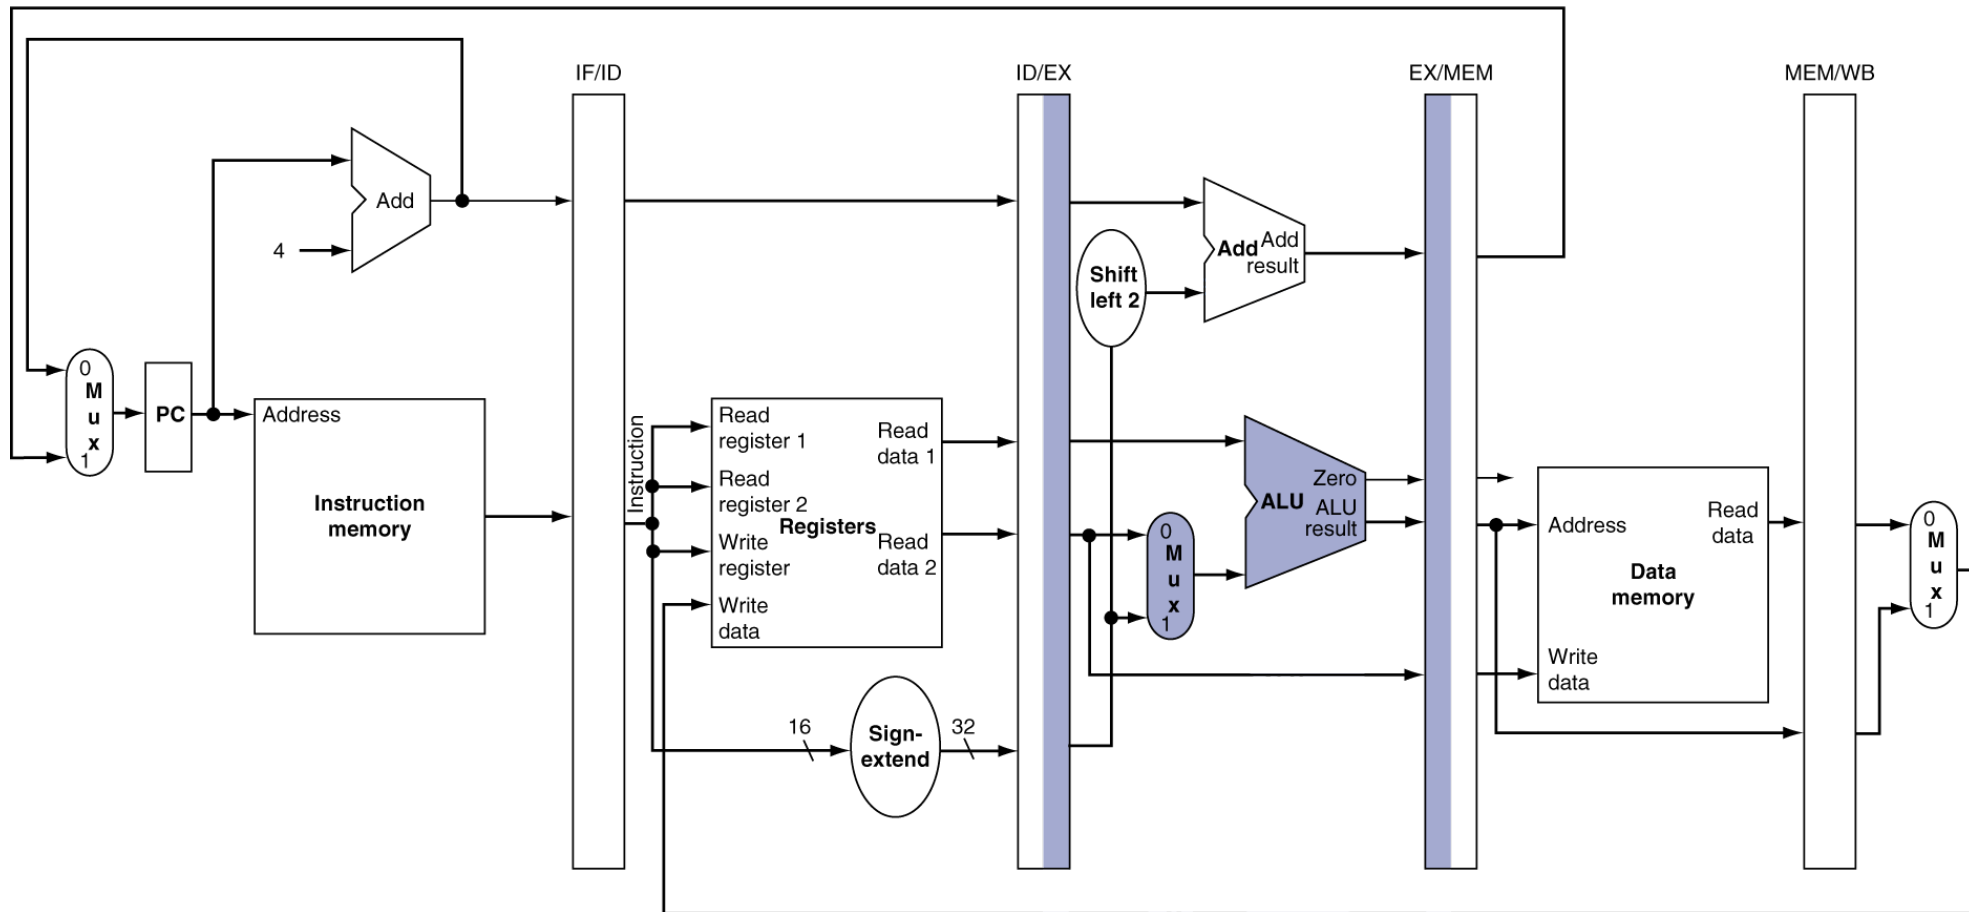 IF/ID
ID/EX
EX/MEM
MEM/WB
Add
4
Add
Add
result
Shift
left 2
0
M
u
x
1
PC
Address
Instruction
memory
Instruction
Read
register 1
Read
register 2
Write
register
Write
data
Registers
Read
data 1
Read
data 2
16
Sign-
extend
32
0
M
u
x
1
Zero
ALU
ALU
result
Address
Read
data
Data
memory
Write
data
0
M
u
x
1